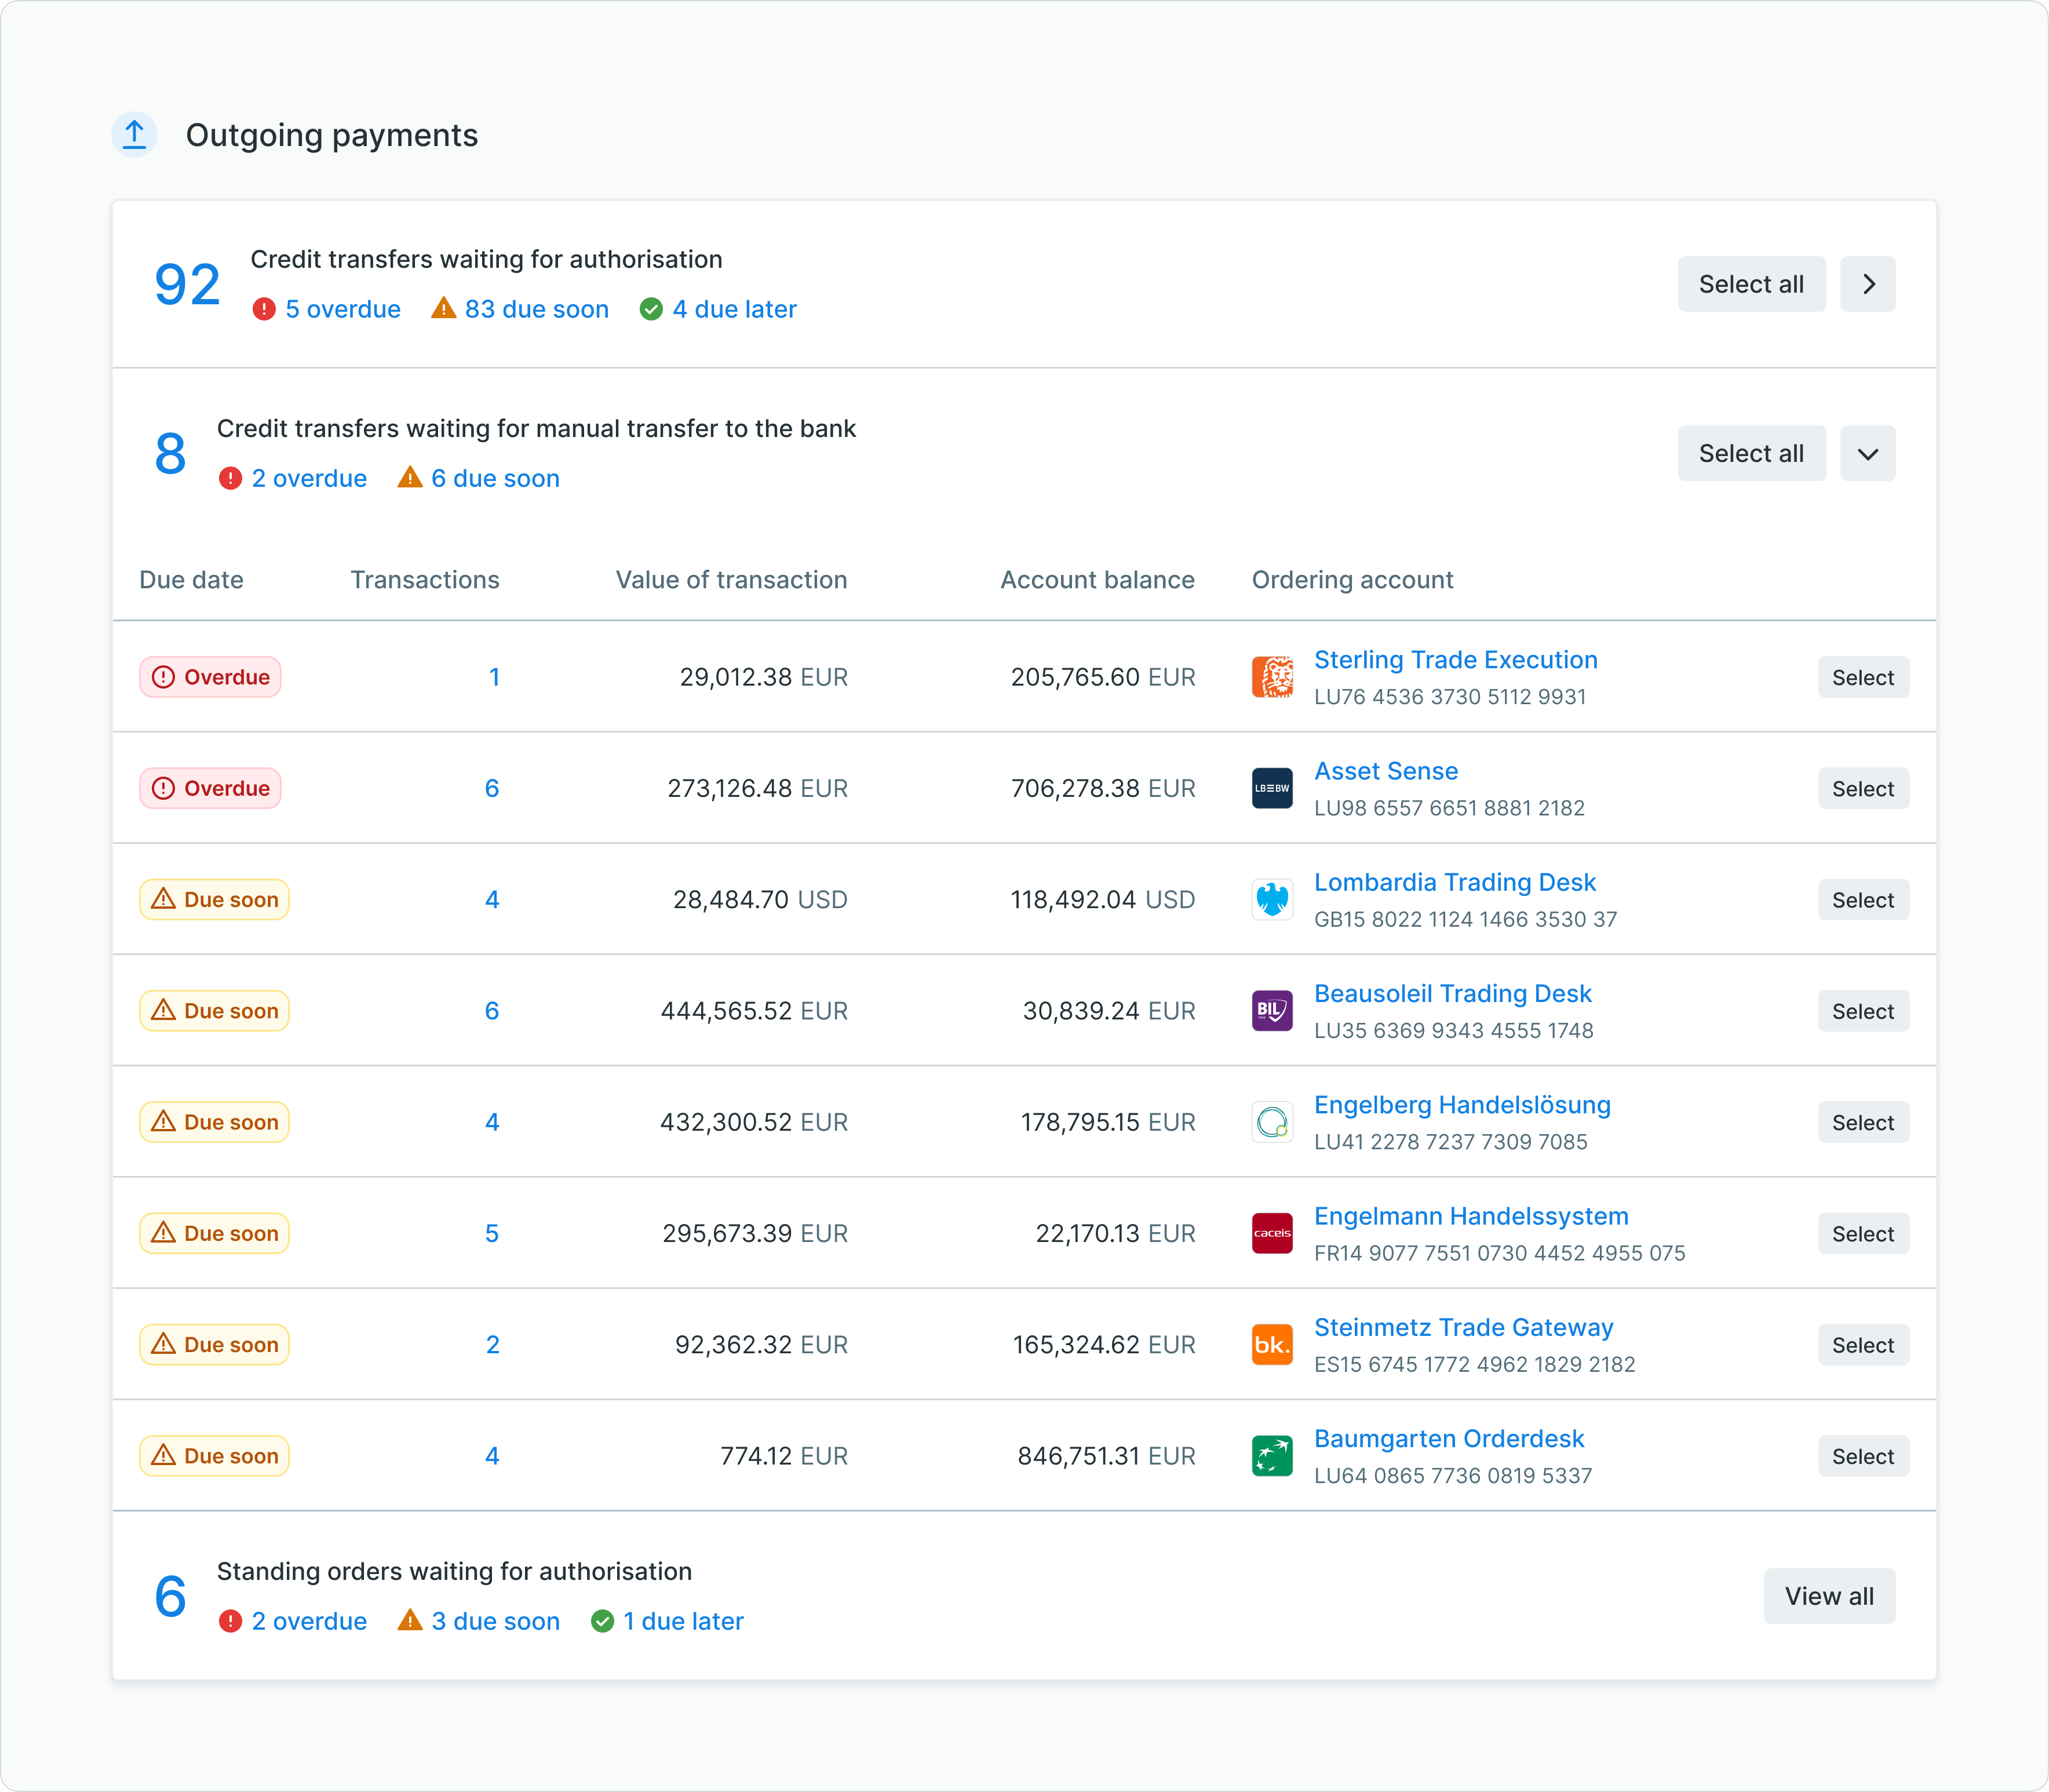 Outgoing payments
92
Credit transfers waiting for authorisation
5 overdue 83 due soon 4 due later
Select all
8
Credit transfers waiting for manual transfer to the bank
2 overdue 6 due soon
Select all
Due date Transactions Value of transaction Account balance Ordering account
Overdue 1 29,012.38 EUR 205,765.60 EUR Sterling Trade Execution
LU76 4536 3730 5112 9931
Select
Overdue 6 273,126.48 EUR 706,278.38 EUR LB≡BW Asset Sense
LU98 6557 6651 8881 2182
Select
Due soon 4 28,484.70 USD 118,492.04 USD Lombardia Trading Desk
GB15 8022 1124 1466 3530 37
Select
Due soon 6 444,565.52 EUR 30,839.24 EUR BIL Beausoleil Trading Desk
LU35 6369 9343 4555 1748
Select
Due soon 4 432,300.52 EUR 178,795.15 EUR Engelberg Handelslösung
LU41 2278 7237 7309 7085
Select
Due soon 5 295,673.39 EUR 22,170.13 EUR caceis Engelmann Handelssystem
FR14 9077 7551 0730 4452 4955 075
Select
Due soon 2 92,362.32 EUR 165,324.62 EUR bk. Steinmetz Trade Gateway
ES15 6745 1772 4962 1829 2182
Select
Due soon 4 774.12 EUR 846,751.31 EUR Baumgarten Orderdesk
LU64 0865 7736 0819 5337
Select
6
Standing orders waiting for authorisation
2 overdue 3 due soon 1 due later
View all